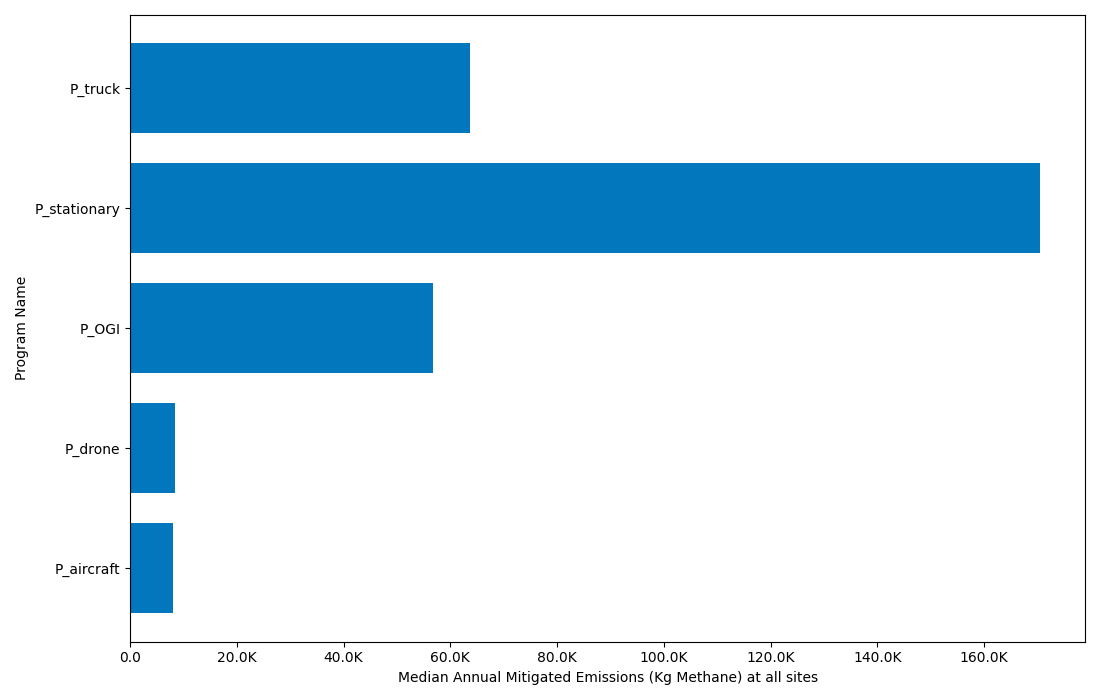 P_truck
P_stationary
P_OGI
P_drone
P_aircraft
Program Name
0.0 20.0K 40.0K 60.0K 80.0K 100.0K 120.0K 140.0K 160.0K
Median Annual Mitigated Emissions (Kg Methane) at all sites